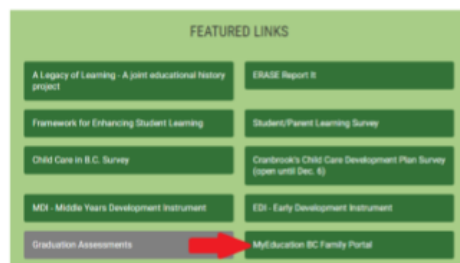 FEATURED LINKS
A Legacy of Learning - A joint educational history
project
ERASE Report It
Framework for Enhancing Student Learning
Student/Parent Learning Survey
Child Care in B.C. Survey
Cranbrook's Child Care Development Plan Survey
(open until Dec. 6)
MDI - Middle Years Development Instrument
EDI - Early Development Instrument
Graduation Assessments
MyEducation BC Family Portal